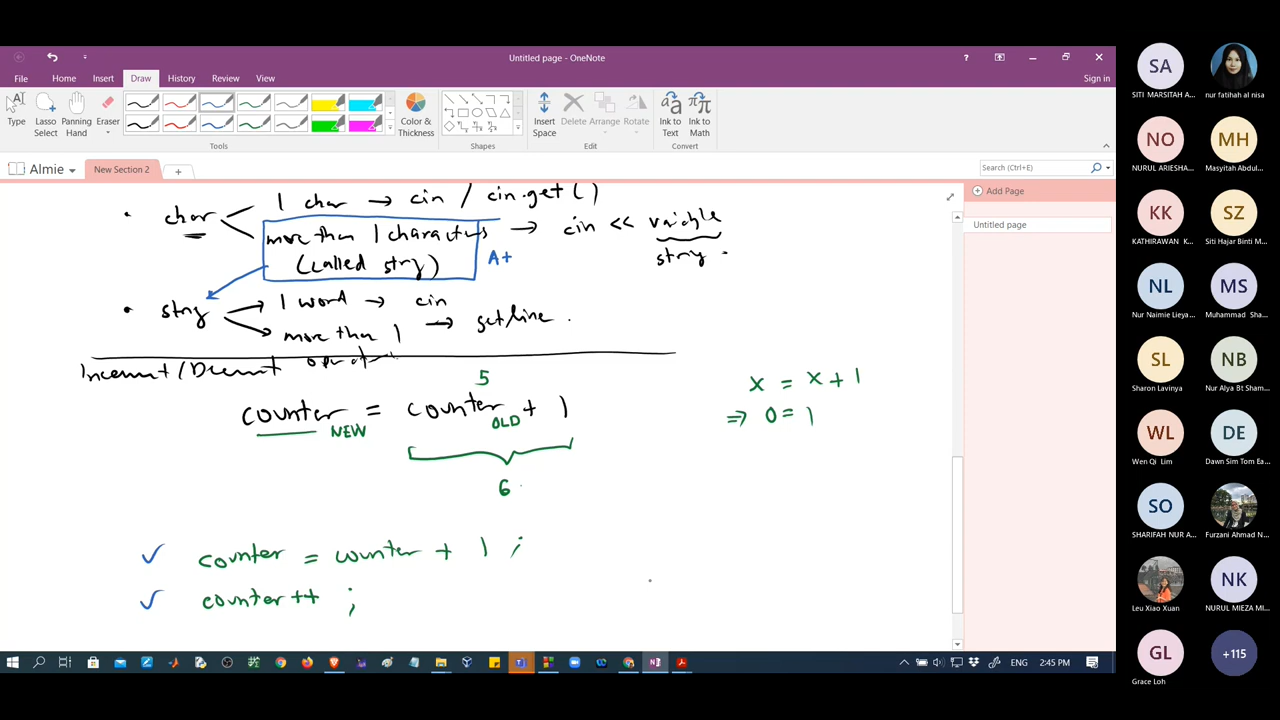 Untitled page - OneNote
File Home Insert Draw History Review View
Sign in
Type
Lasso Select
Panning Hand
Eraser
Color & Thickness
Insert Space
Delete
Arrange
Rotate
Ink to Text
Ink to Math
Tools
Shapes
Edit
Convert
Almie
New Section 2
Search (Ctrl+E)
Add Page
Untitled page
• char
1 char → cin / cin.get()
more than 1 characters → cin << variable
(called string) A+
string.
• string → 1 word → cin
→ more than 1 → getline.
Increment/Decrement operator
5
counter = counter + 1
NEW OLD
6
x = x + 1
⇒ 0 = 1
✓ counter = counter + 1 ;
✓ counter++ ;
ENG 2:45 PM
SA
SITI MARSITAH A...
nur fatihah al nisa
NO
NURUL ARIESHA...
MH
Masyitah Abdul...
KK
KATHIRAWAN K...
SZ
Siti Hajar Binti M...
NL
Nur Naimie Lieya...
MS
Muhammad Sha...
SL
Sharon Lavinya
NB
Nur Alya Bt Sham...
WL
Wen Qi Lim
DE
Dawn Sim Tom Ea...
SO
SHARIFAH NUR A...
Furzani Ahmad N...
Leu Xiao Xuan
NK
NURUL MIEZA MI...
GL
Grace Loh
+115